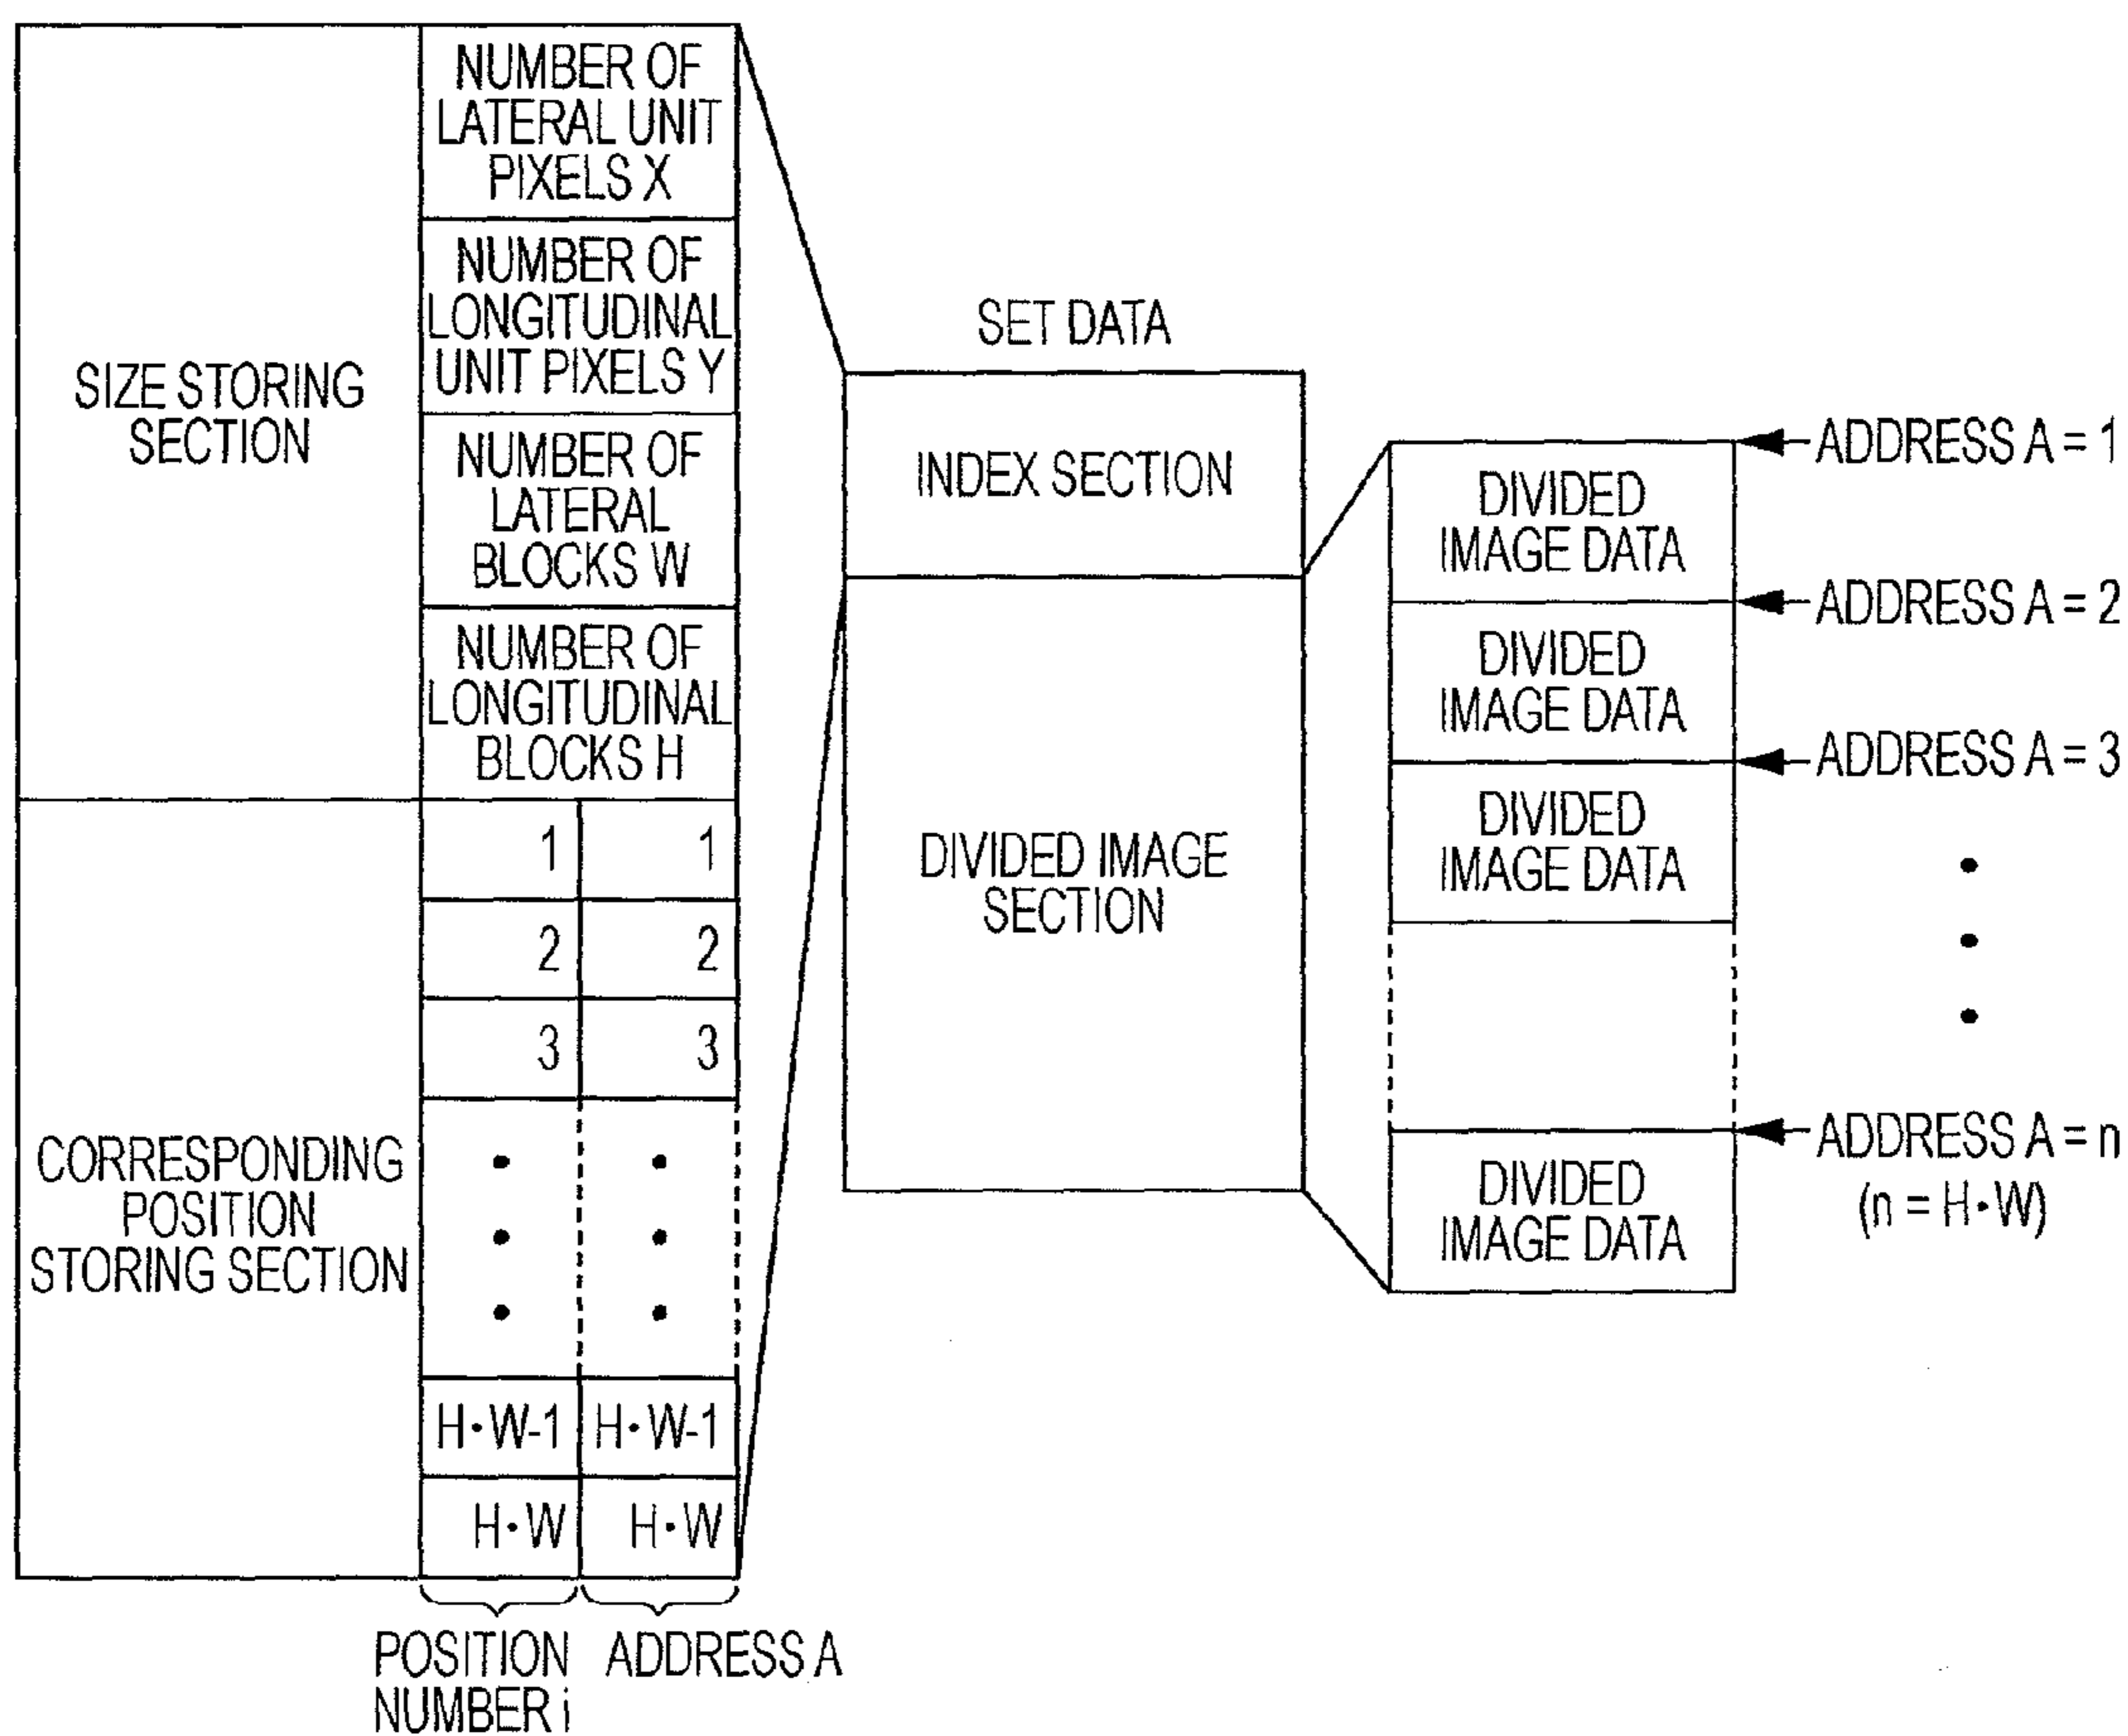 SIZE STORING
SECTION
NUMBER OF
LATERAL UNIT
PIXELS X
NUMBER OF
LONGITUDINAL
UNIT PIXELS Y
NUMBER OF
LATERAL
BLOCKS W
NUMBER OF
LONGITUDINAL
BLOCKS H
CORRESPONDING
POSITION
STORING SECTION
1 1
2 2
3 3
H•W-1 H•W-1
H•W H•W
POSITION
NUMBER i
ADDRESS A
SET DATA
INDEX SECTION
DIVIDED IMAGE
SECTION
DIVIDED
IMAGE DATA
DIVIDED
IMAGE DATA
DIVIDED
IMAGE DATA
DIVIDED
IMAGE DATA
ADDRESS A = 1
ADDRESS A = 2
ADDRESS A = 3
ADDRESS A = n
(n = H•W)